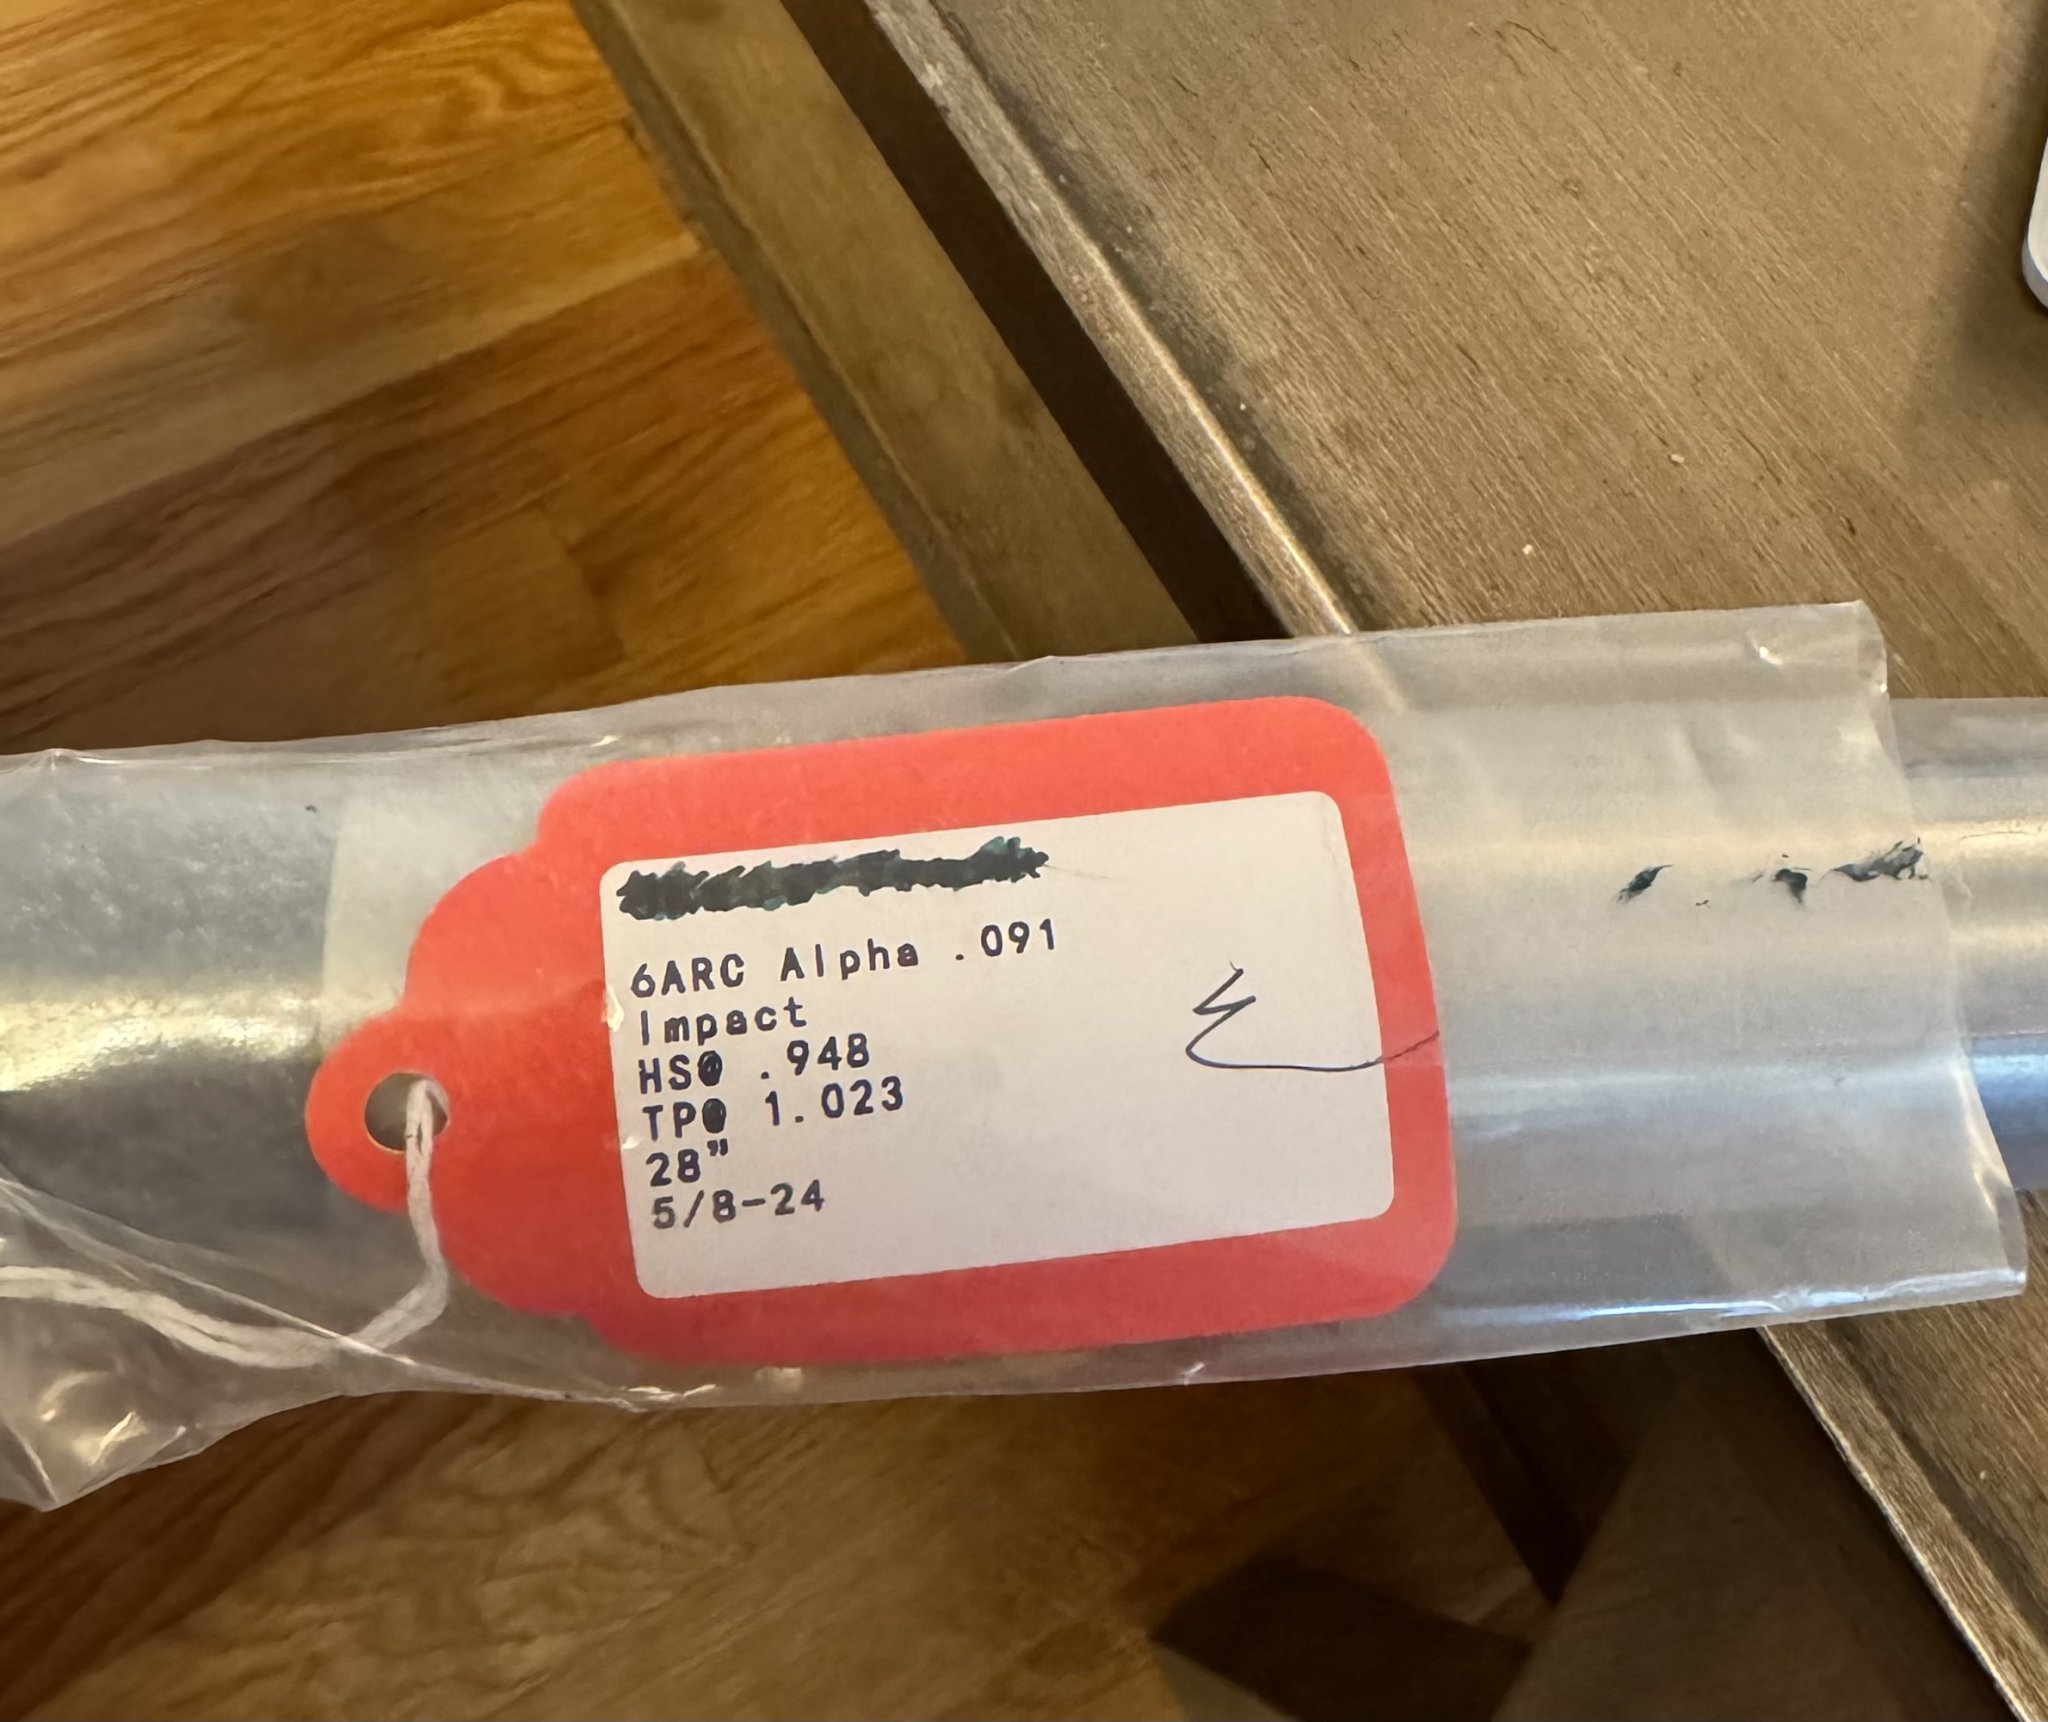 6ARC Alpha .091
Impact
HS@ .948
TP@ 1.023
28"
5/8-24